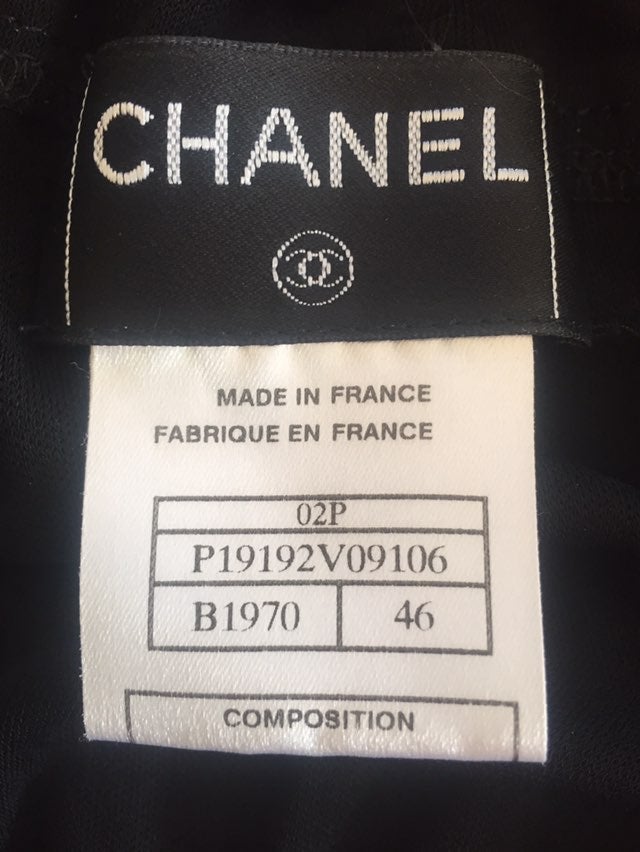 CHANEL
MADE IN FRANCE
FABRIQUE EN FRANCE
02P
P19192V09106
B1970 46
COMPOSITION